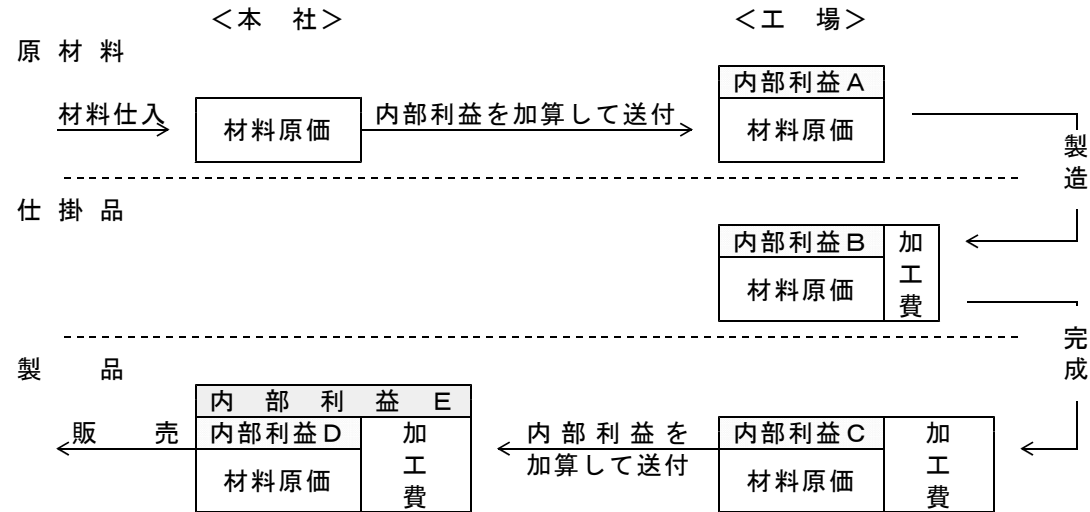 ＜本　社＞
＜工　場＞
原 材 料
内部利益Ａ
材料仕入
材料原価
内部利益を加算して送付
材料原価
製造
仕 掛 品
内部利益Ｂ
加工費
材料原価
完成
製　　品
内　部　利　益　Ｅ
販　　売
内部利益Ｄ
加工費
材料原価
内 部 利 益 を
加算して送付
内部利益Ｃ
加工費
材料原価